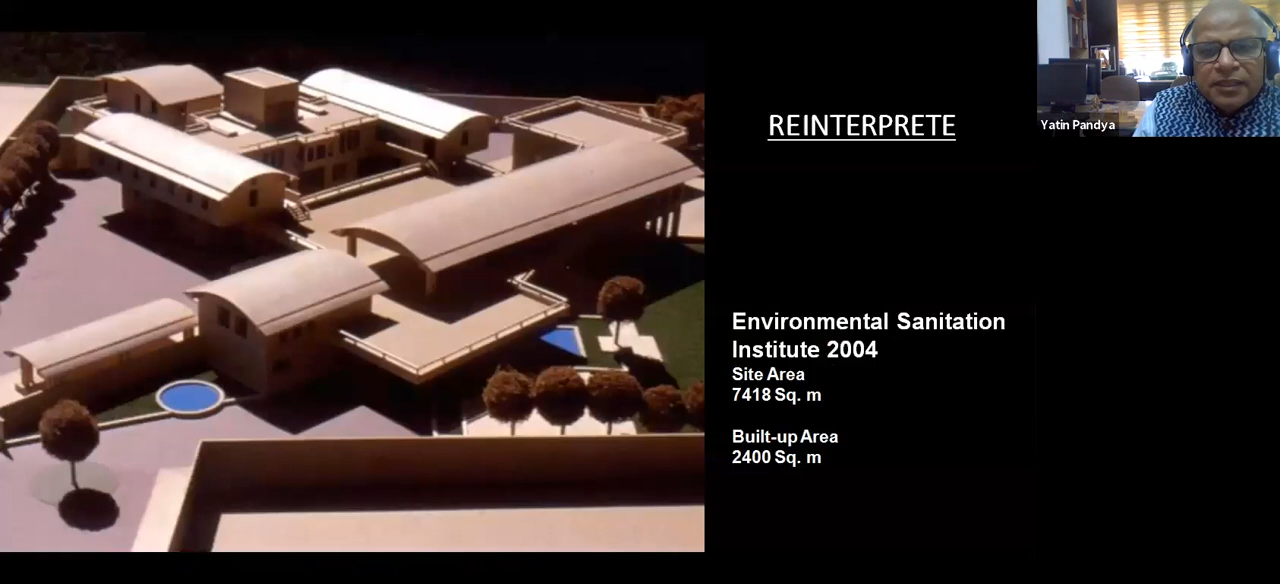 REINTERPRETE
Yatin Pandya
Environmental Sanitation
Institute 2004
Site Area
7418 Sq. m
Built-up Area
2400 Sq. m